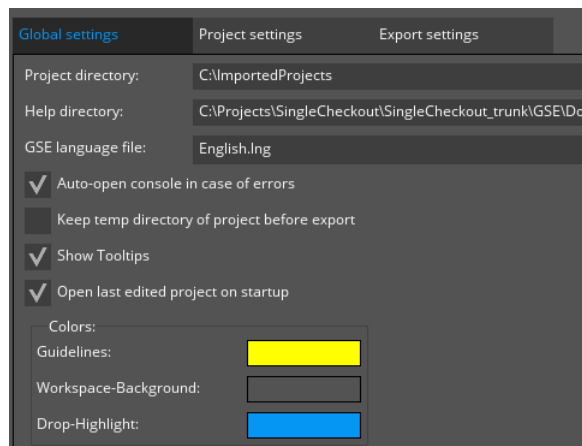 Global settings Project settings Export settings
Project directory: C:\ImportedProjects
Help directory: C:\Projects\SingleCheckout\SingleCheckout_trunk\GSE\Do
GSE language file: English.lng
Auto-open console in case of errors
Keep temp directory of project before export
Show Tooltips
Open last edited project on startup
Colors:
Guidelines:
Workspace-Background:
Drop-Highlight: